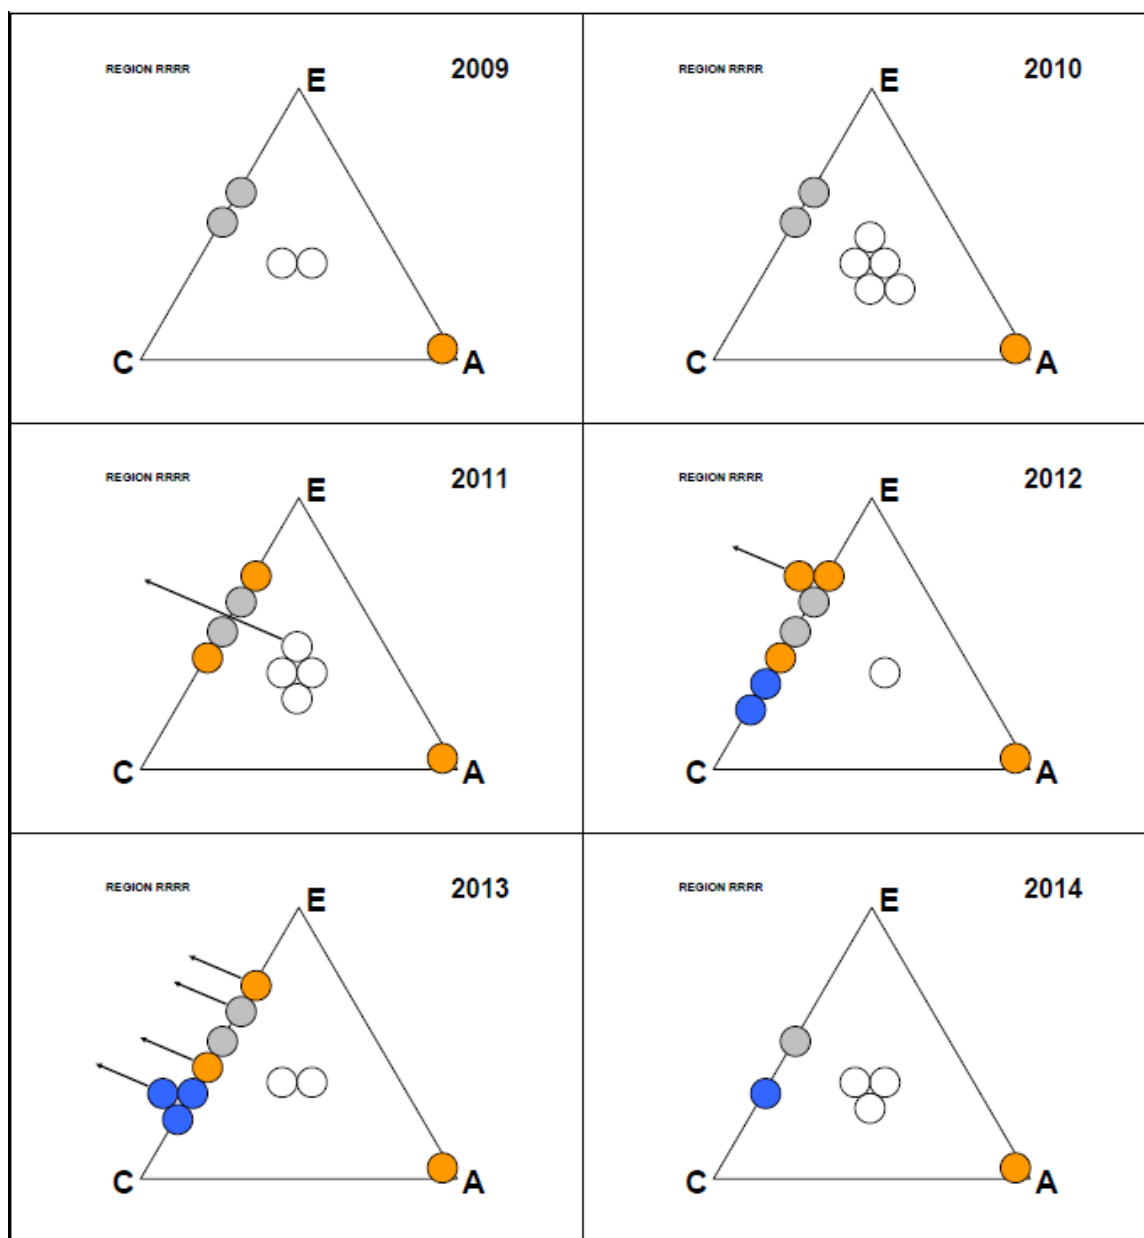 REGION RRRR 2009
E
C A
REGION RRRR 2010
E
C A
REGION RRRR 2011
E
C A
REGION RRRR 2012
E
C A
REGION RRRR 2013
E
C A
REGION RRRR 2014
E
C A